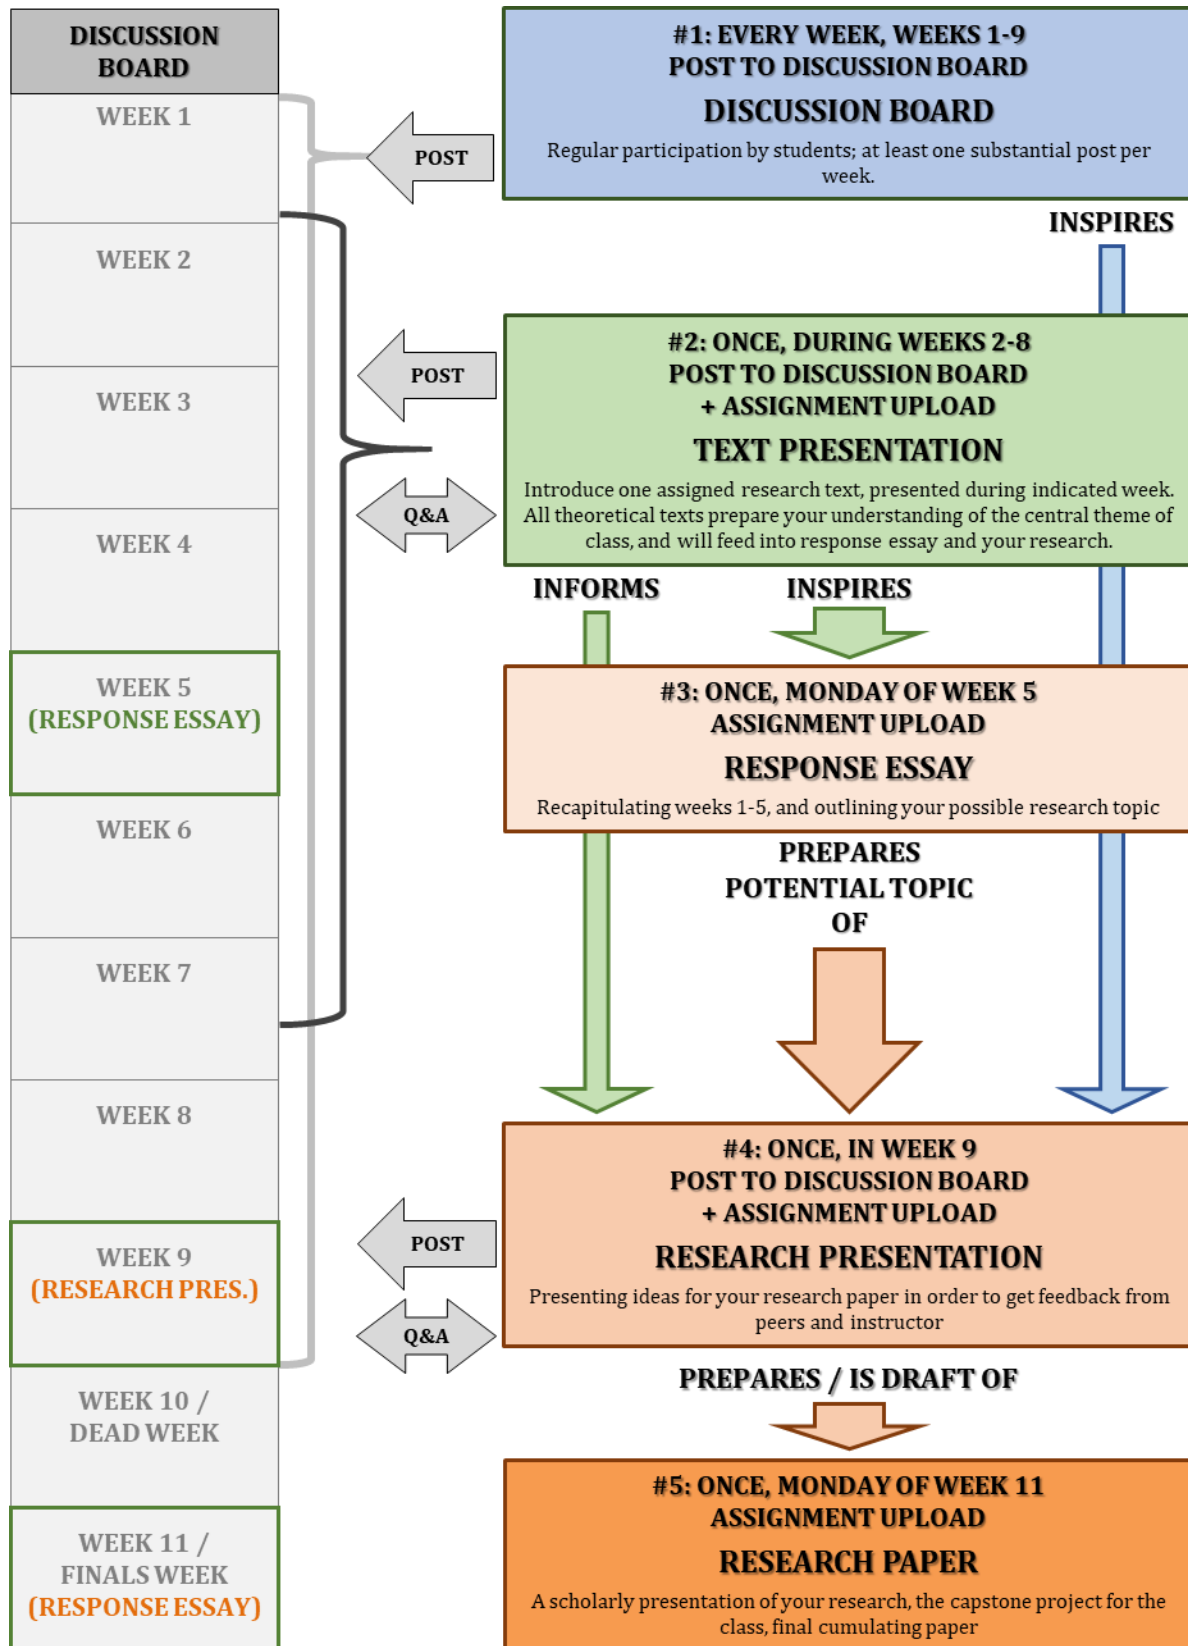 DISCUSSION
BOARD
WEEK 1
WEEK 2
WEEK 3
WEEK 4
WEEK 5
(RESPONSE ESSAY)
WEEK 6
WEEK 7
WEEK 8
WEEK 9
(RESEARCH PRES.)
WEEK 10 /
DEAD WEEK
WEEK 11 /
FINALS WEEK
(RESPONSE ESSAY)
POST
#1: EVERY WEEK, WEEKS 1-9
POST TO DISCUSSION BOARD
DISCUSSION BOARD
Regular participation by students; at least one substantial post per
week.
INSPIRES
POST
Q&A
#2: ONCE, DURING WEEKS 2-8
POST TO DISCUSSION BOARD
+ ASSIGNMENT UPLOAD
TEXT PRESENTATION
Introduce one assigned research text, presented during indicated week.
All theoretical texts prepare your understanding of the central theme of
class, and will feed into response essay and your research.
INFORMS
INSPIRES
#3: ONCE, MONDAY OF WEEK 5
ASSIGNMENT UPLOAD
RESPONSE ESSAY
Recapitulating weeks 1-5, and outlining your possible research topic
PREPARES
POTENTIAL TOPIC
OF
POST
Q&A
#4: ONCE, IN WEEK 9
POST TO DISCUSSION BOARD
+ ASSIGNMENT UPLOAD
RESEARCH PRESENTATION
Presenting ideas for your research paper in order to get feedback from
peers and instructor
PREPARES / IS DRAFT OF
#5: ONCE, MONDAY OF WEEK 11
ASSIGNMENT UPLOAD
RESEARCH PAPER
A scholarly presentation of your research, the capstone project for the
class, final cumulating paper